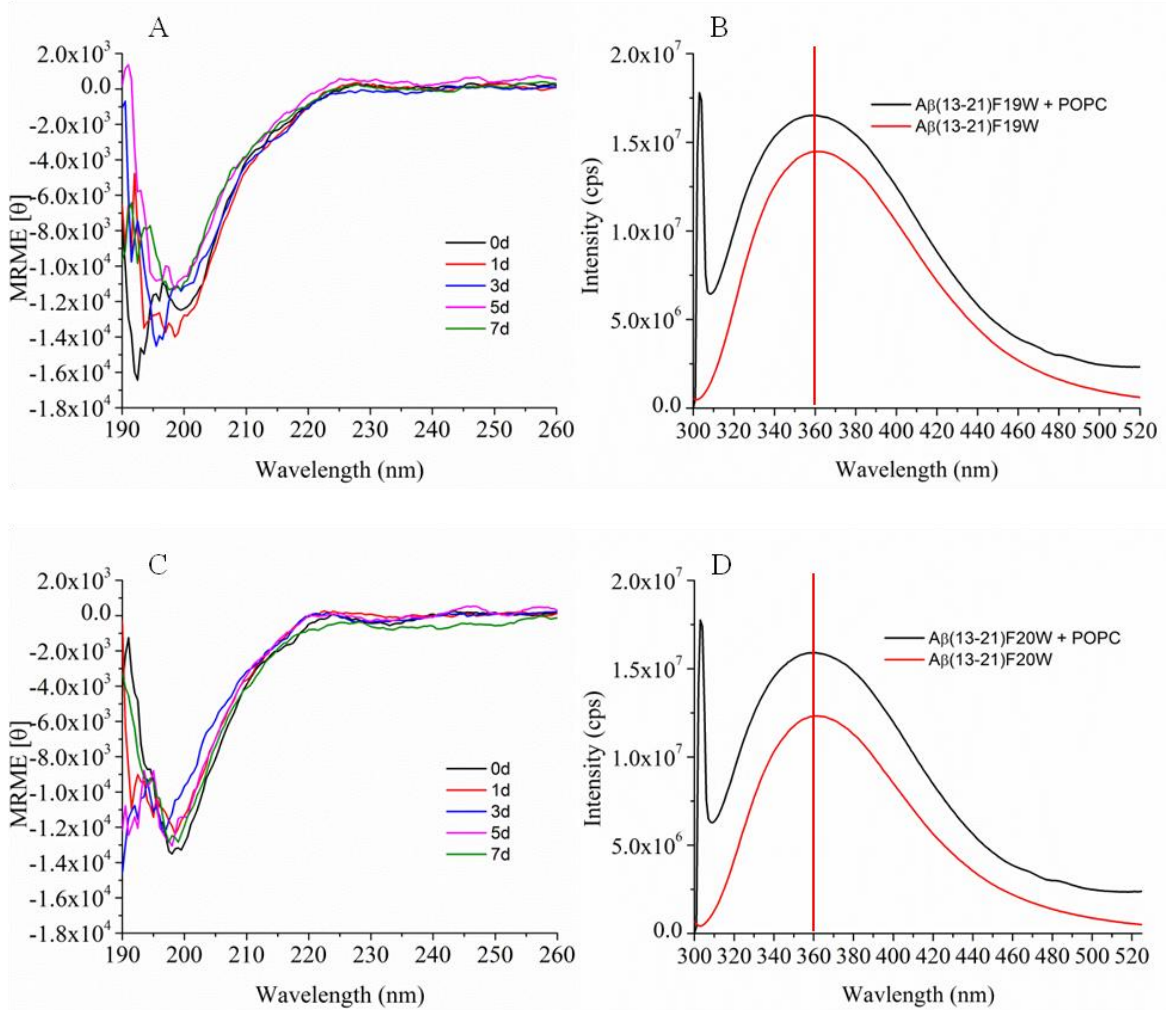 A
2.0x10³
0.0
-2.0x10³
-4.0x10³
-6.0x10³
-8.0x10³
-1.0x10⁴
-1.2x10⁴
-1.4x10⁴
-1.6x10⁴
-1.8x10⁴
MRME [θ]
0d
1d
3d
5d
7d
190 200 210 220 230 240 250 260
Wavelength (nm)
B
2.0x10⁷
1.5x10⁷
1.0x10⁷
5.0x10⁶
0.0
Intensity (cps)
Aβ(13-21)F19W + POPC
Aβ(13-21)F19W
300 320 340 360 380 400 420 440 460 480 500 520
Wavelength (nm)
C
2.0x10³
0.0
-2.0x10³
-4.0x10³
-6.0x10³
-8.0x10³
-1.0x10⁴
-1.2x10⁴
-1.4x10⁴
-1.6x10⁴
-1.8x10⁴
MRME [θ]
0d
1d
3d
5d
7d
190 200 210 220 230 240 250 260
Wavelength (nm)
D
2.0x10⁷
1.5x10⁷
1.0x10⁷
5.0x10⁶
0.0
Intensity (cps)
Aβ(13-21)F20W + POPC
Aβ(13-21)F20W
300 320 340 360 380 400 420 440 460 480 500 520
Wavlength (nm)